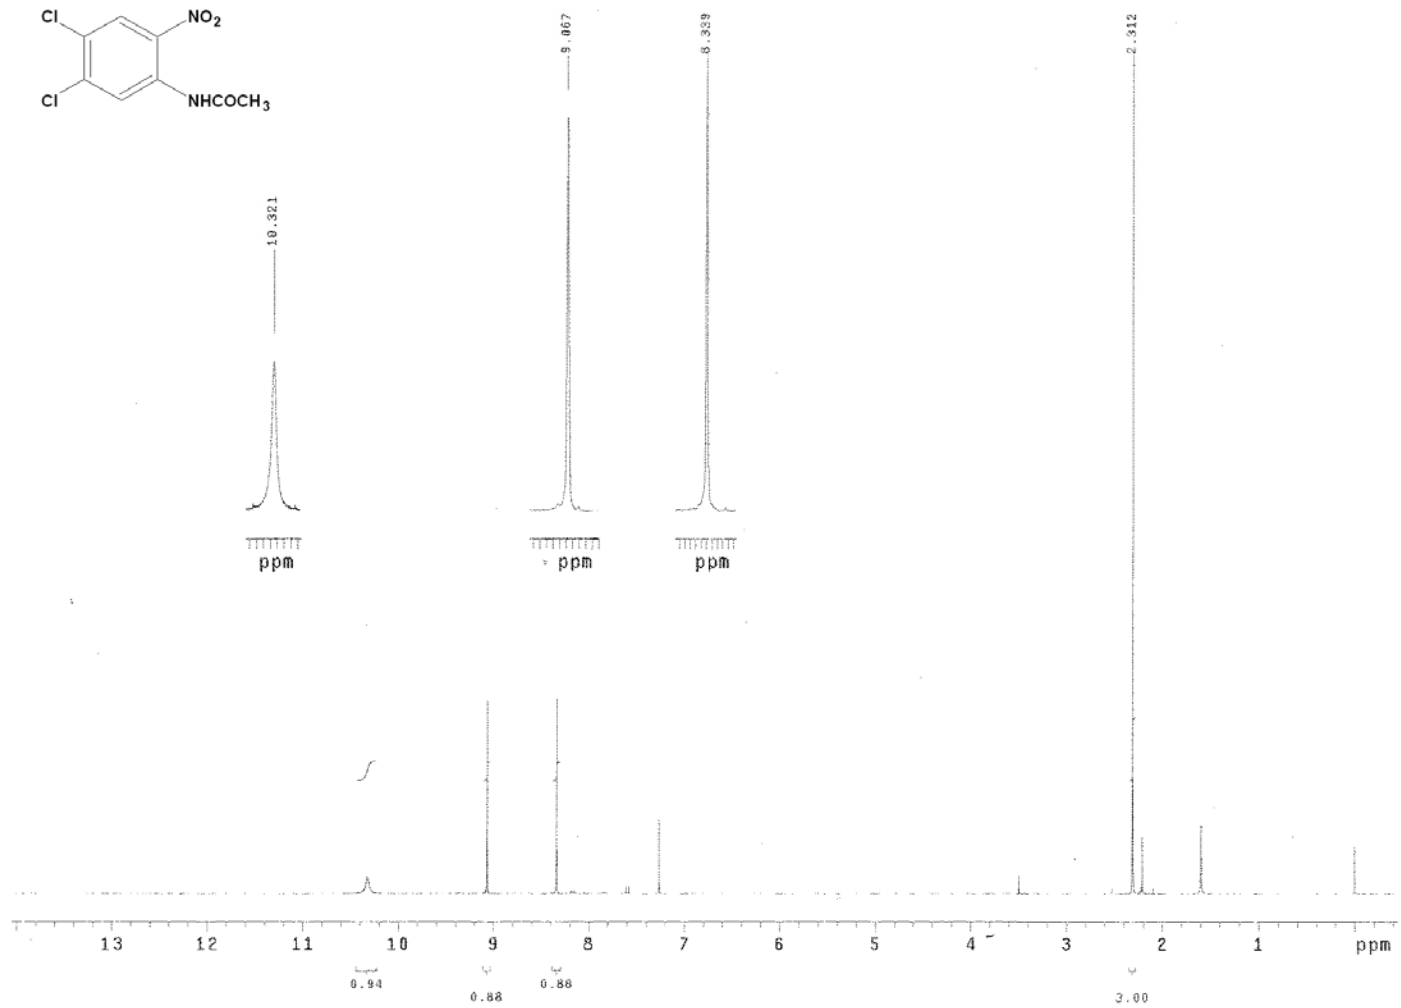 Cl NO2
Cl NHCOCH3
10.321
9.067
8.339
2.312
ppm ppm ppm
13 12 11 10 9 8 7 6 5 4 3 2 1 ppm
0.94 0.88 0.88 3.00